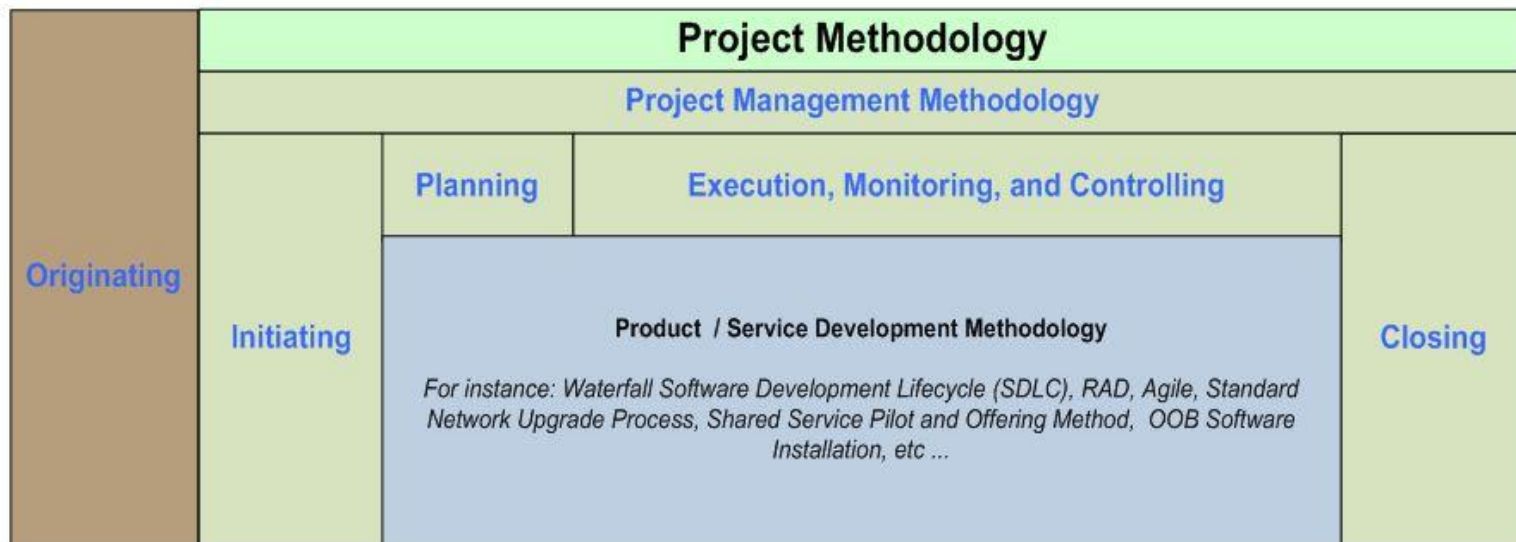 Project Methodology
Project Management Methodology
Originating
Initiating
Planning
Execution, Monitoring, and Controlling
Product / Service Development Methodology
For instance: Waterfall Software Development Lifecycle (SDLC), RAD, Agile, Standard
Network Upgrade Process, Shared Service Pilot and Offering Method, OOB Software
Installation, etc ...
Closing